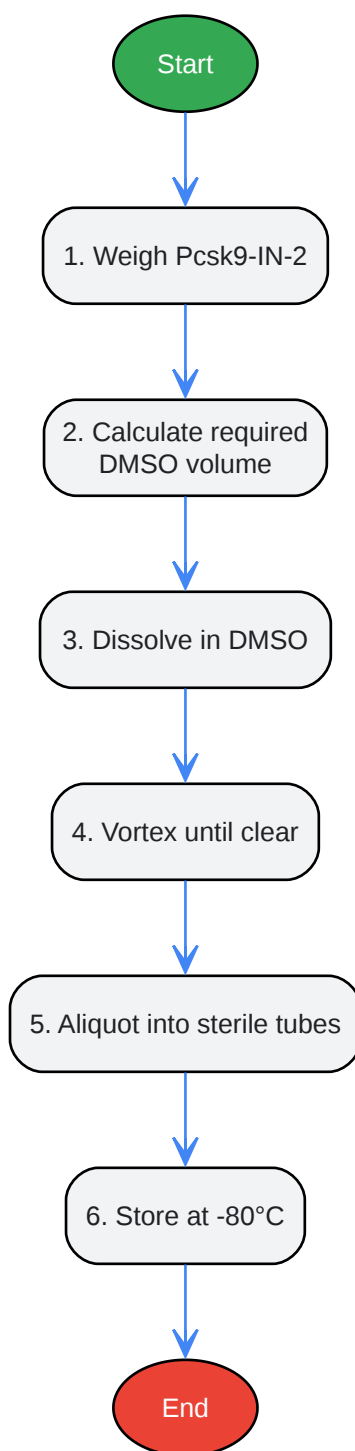 Start
1. Weigh Pcsk9-IN-2
2. Calculate required
DMSO volume
3. Dissolve in DMSO
4. Vortex until clear
5. Aliquot into sterile tubes
6. Store at -80°C
End